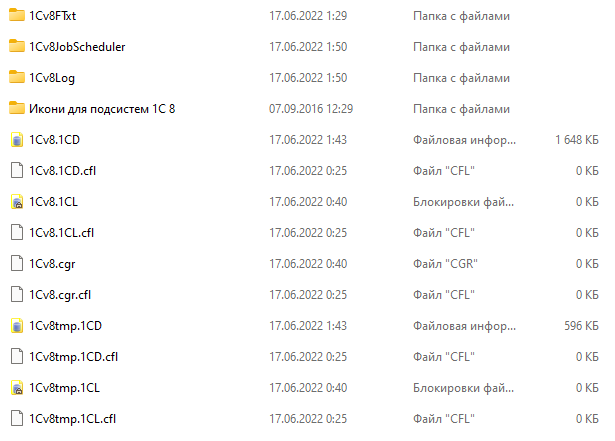 1Cv8FTxt 17.06.2022 1:29 Папка с файлами
1Cv8JobScheduler 17.06.2022 1:50 Папка с файлами
1Cv8Log 17.06.2022 1:50 Папка с файлами
Икони для подсистем 1С 8 07.09.2016 12:29 Папка с файлами
1Cv8.1CD 17.06.2022 1:43 Файловая инфор... 1 648 КБ
1Cv8.1CD.cfl 17.06.2022 0:25 Файл "CFL" 0 КБ
1Cv8.1CL 17.06.2022 0:40 Блокировки фай... 0 КБ
1Cv8.1CL.cfl 17.06.2022 0:25 Файл "CFL" 0 КБ
1Cv8.cgr 17.06.2022 0:40 Файл "CGR" 0 КБ
1Cv8.cgr.cfl 17.06.2022 0:25 Файл "CFL" 0 КБ
1Cv8tmp.1CD 17.06.2022 1:43 Файловая инфор... 596 КБ
1Cv8tmp.1CD.cfl 17.06.2022 0:25 Файл "CFL" 0 КБ
1Cv8tmp.1CL 17.06.2022 0:40 Блокировки фай... 0 КБ
1Cv8tmp.1CL.cfl 17.06.2022 0:25 Файл "CFL" 0 КБ